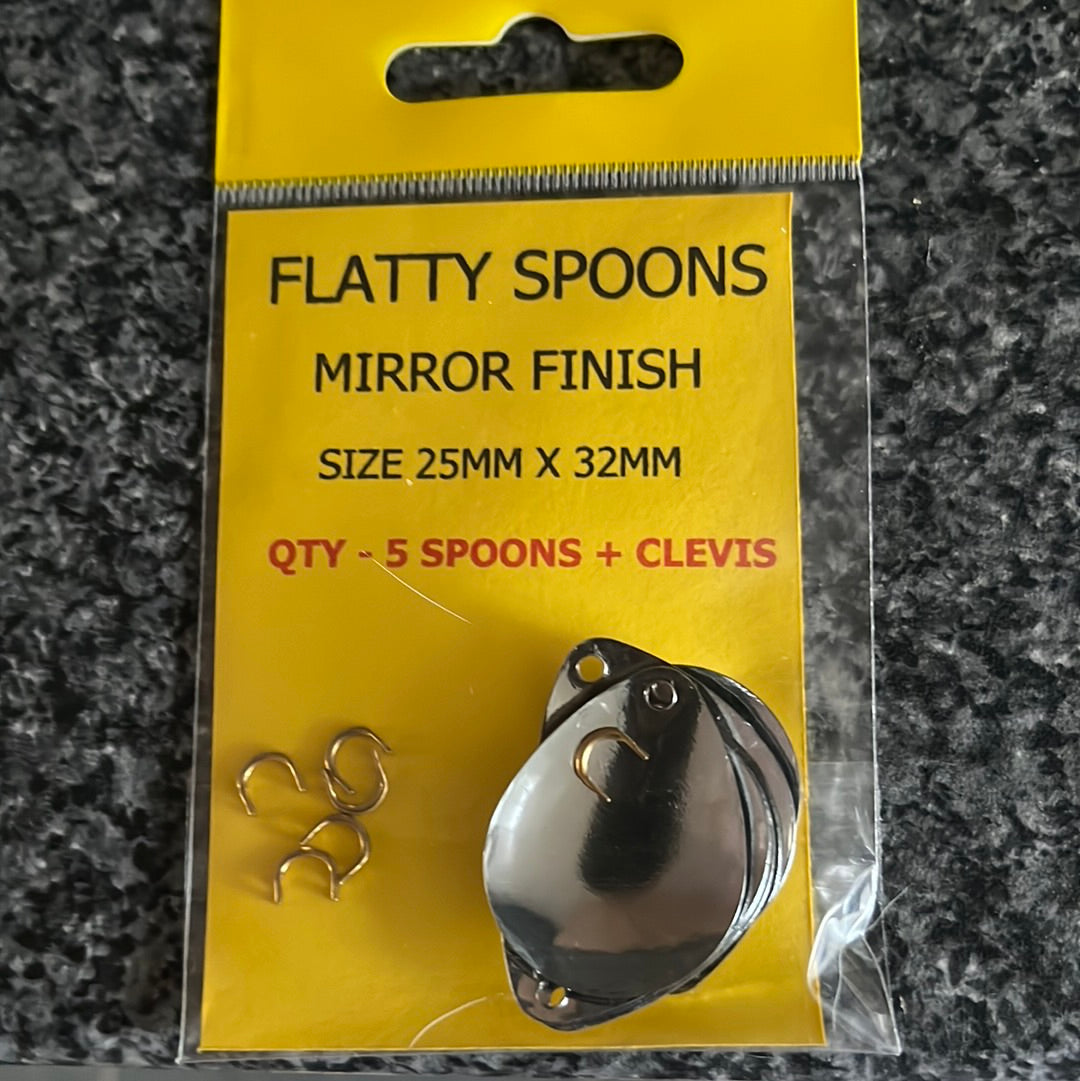 FLATTY SPOONS
MIRROR FINISH
SIZE 25MM X 32MM
QTY - 5 SPOONS + CLEVIS